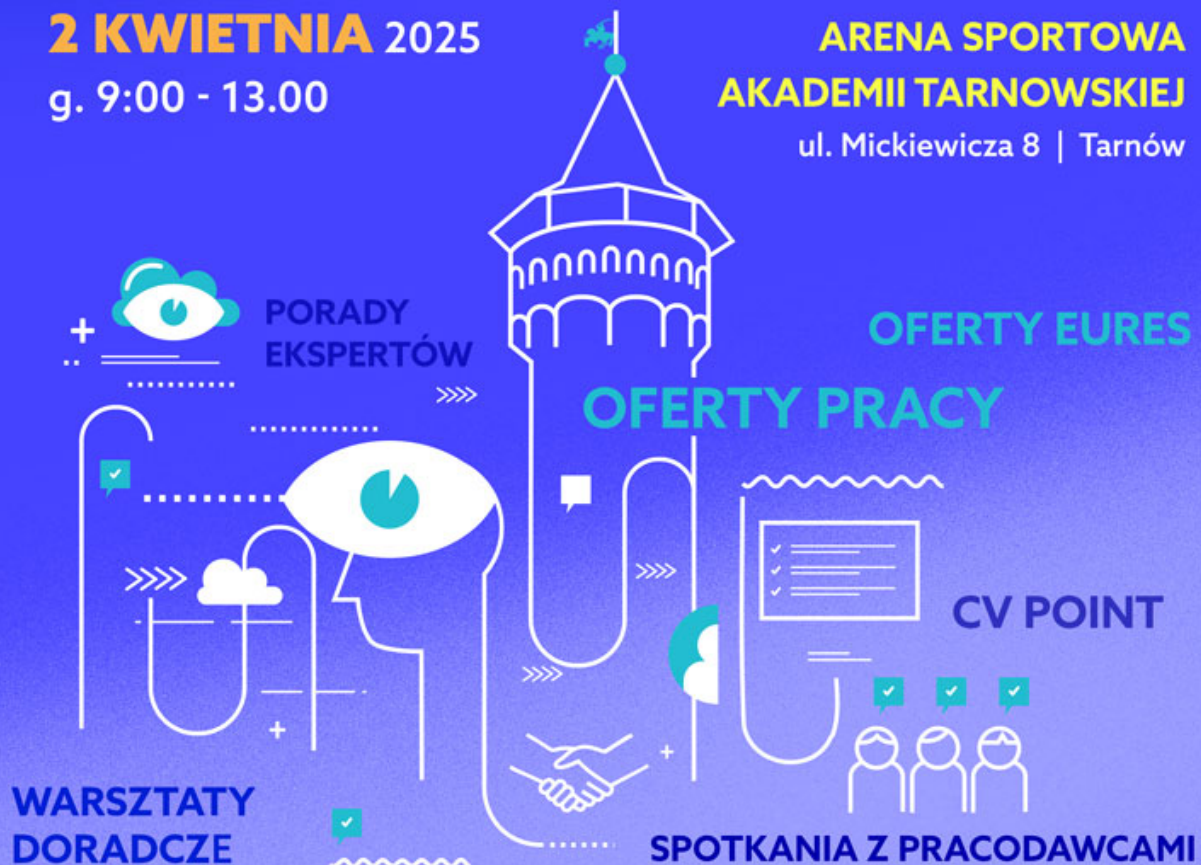 2 KWIETNIA 2025
g. 9:00 - 13.00
ARENA SPORTOWA
AKADEMII TARNOWSKIEJ
ul. Mickiewicza 8 | Tarnów
PORADY
EKSPERTÓW
OFERTY EURES
OFERTY PRACY
CV POINT
WARSZTATY
DORADCZE
SPOTKANIA Z PRACODAWCAMI